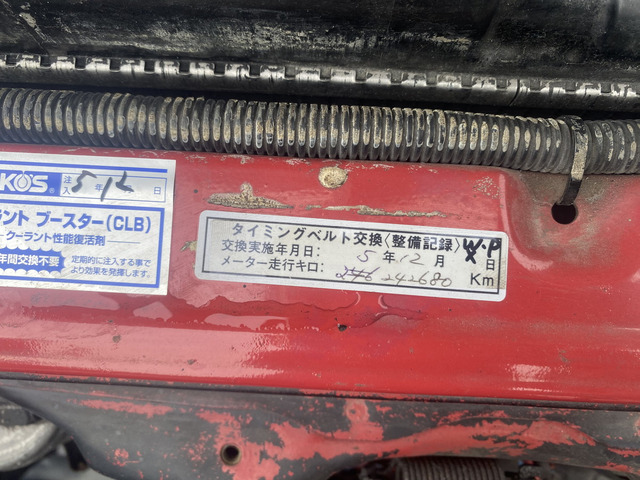 KO'S 注入 5年12日
ント ブースター(CLB)
クーラント性能復活剤
年間交換不要
定期的に注入する事で
より効果を発揮します。
タイミングベルト交換〈整備記録〉W・P
交換実施年月日: 5年12月 日
メーター走行キロ: 242680 Km